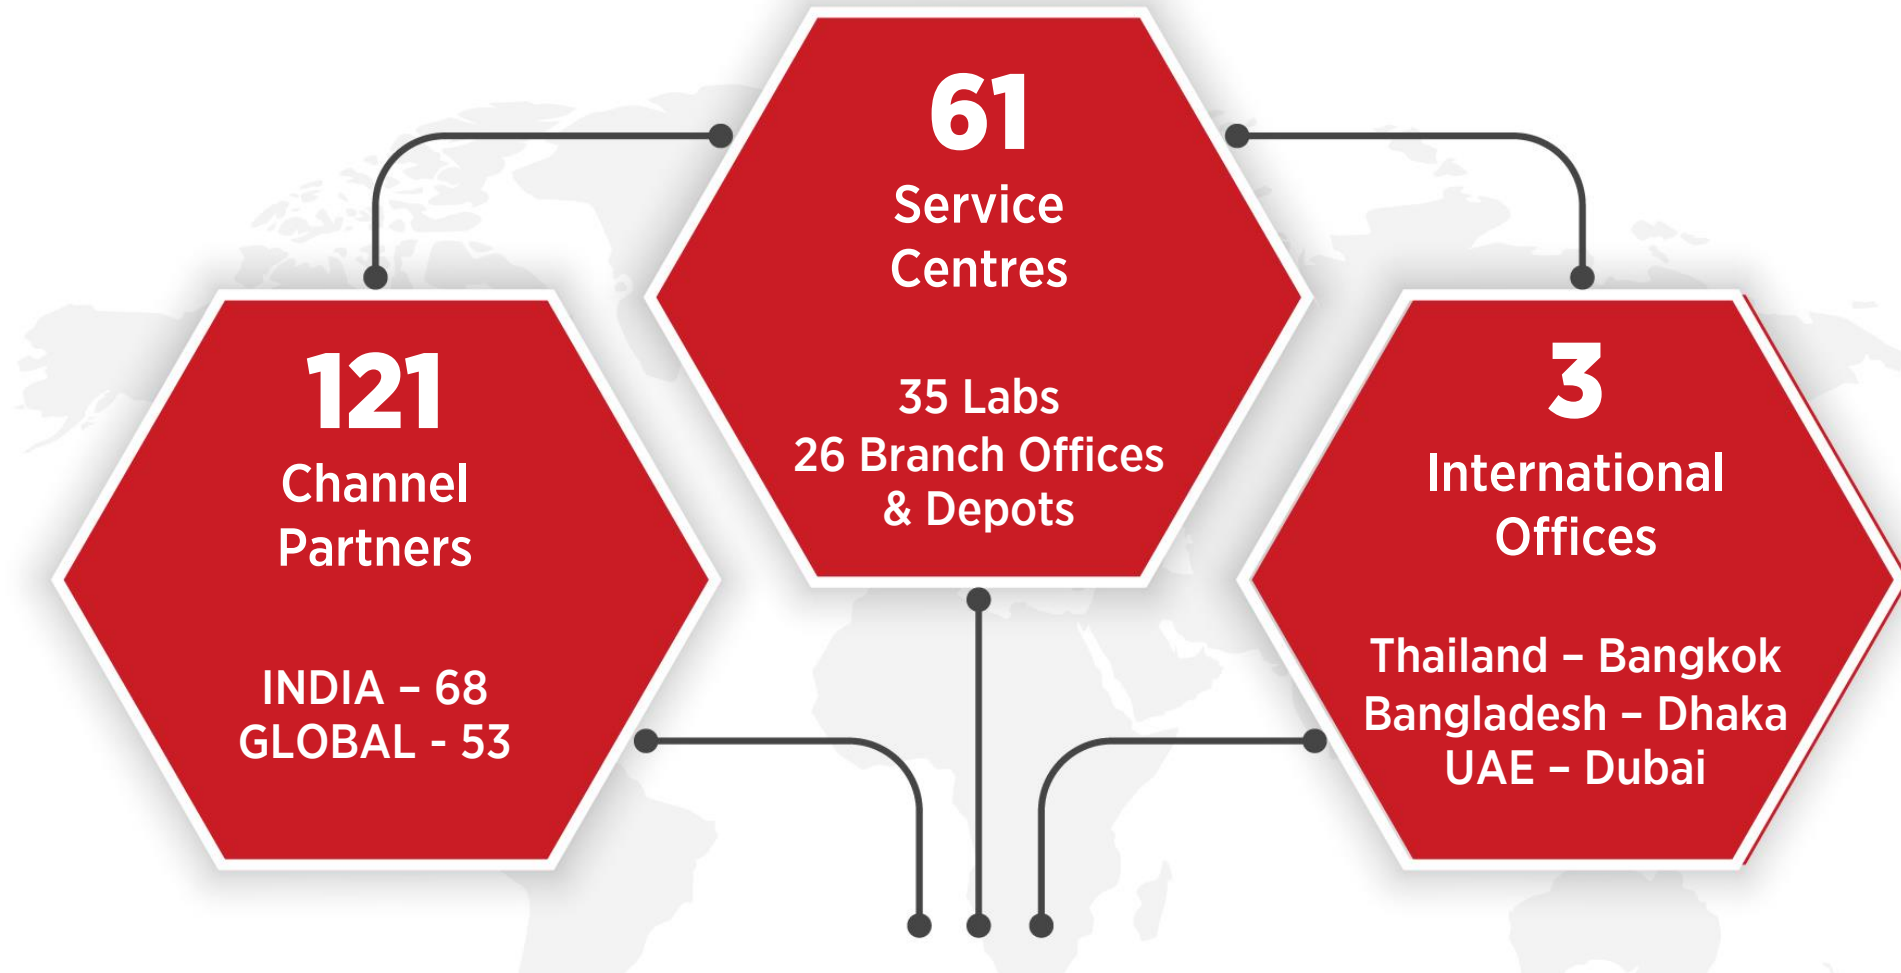 61
Service
Centres
35 Labs
26 Branch Offices
& Depots
121
Channel
Partners
INDIA – 68
GLOBAL - 53
3
International
Offices
Thailand – Bangkok
Bangladesh – Dhaka
UAE – Dubai